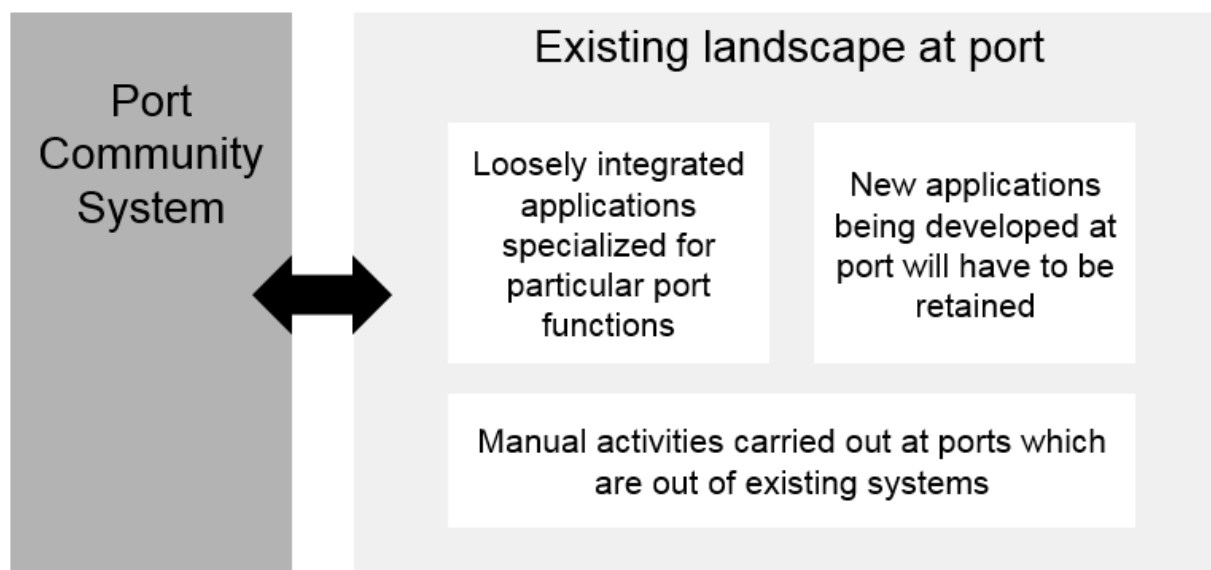 Port
Community
System
Existing landscape at port
Loosely integrated
applications
specialized for
particular port
functions
New applications
being developed at
port will have to be
retained
Manual activities carried out at ports which
are out of existing systems